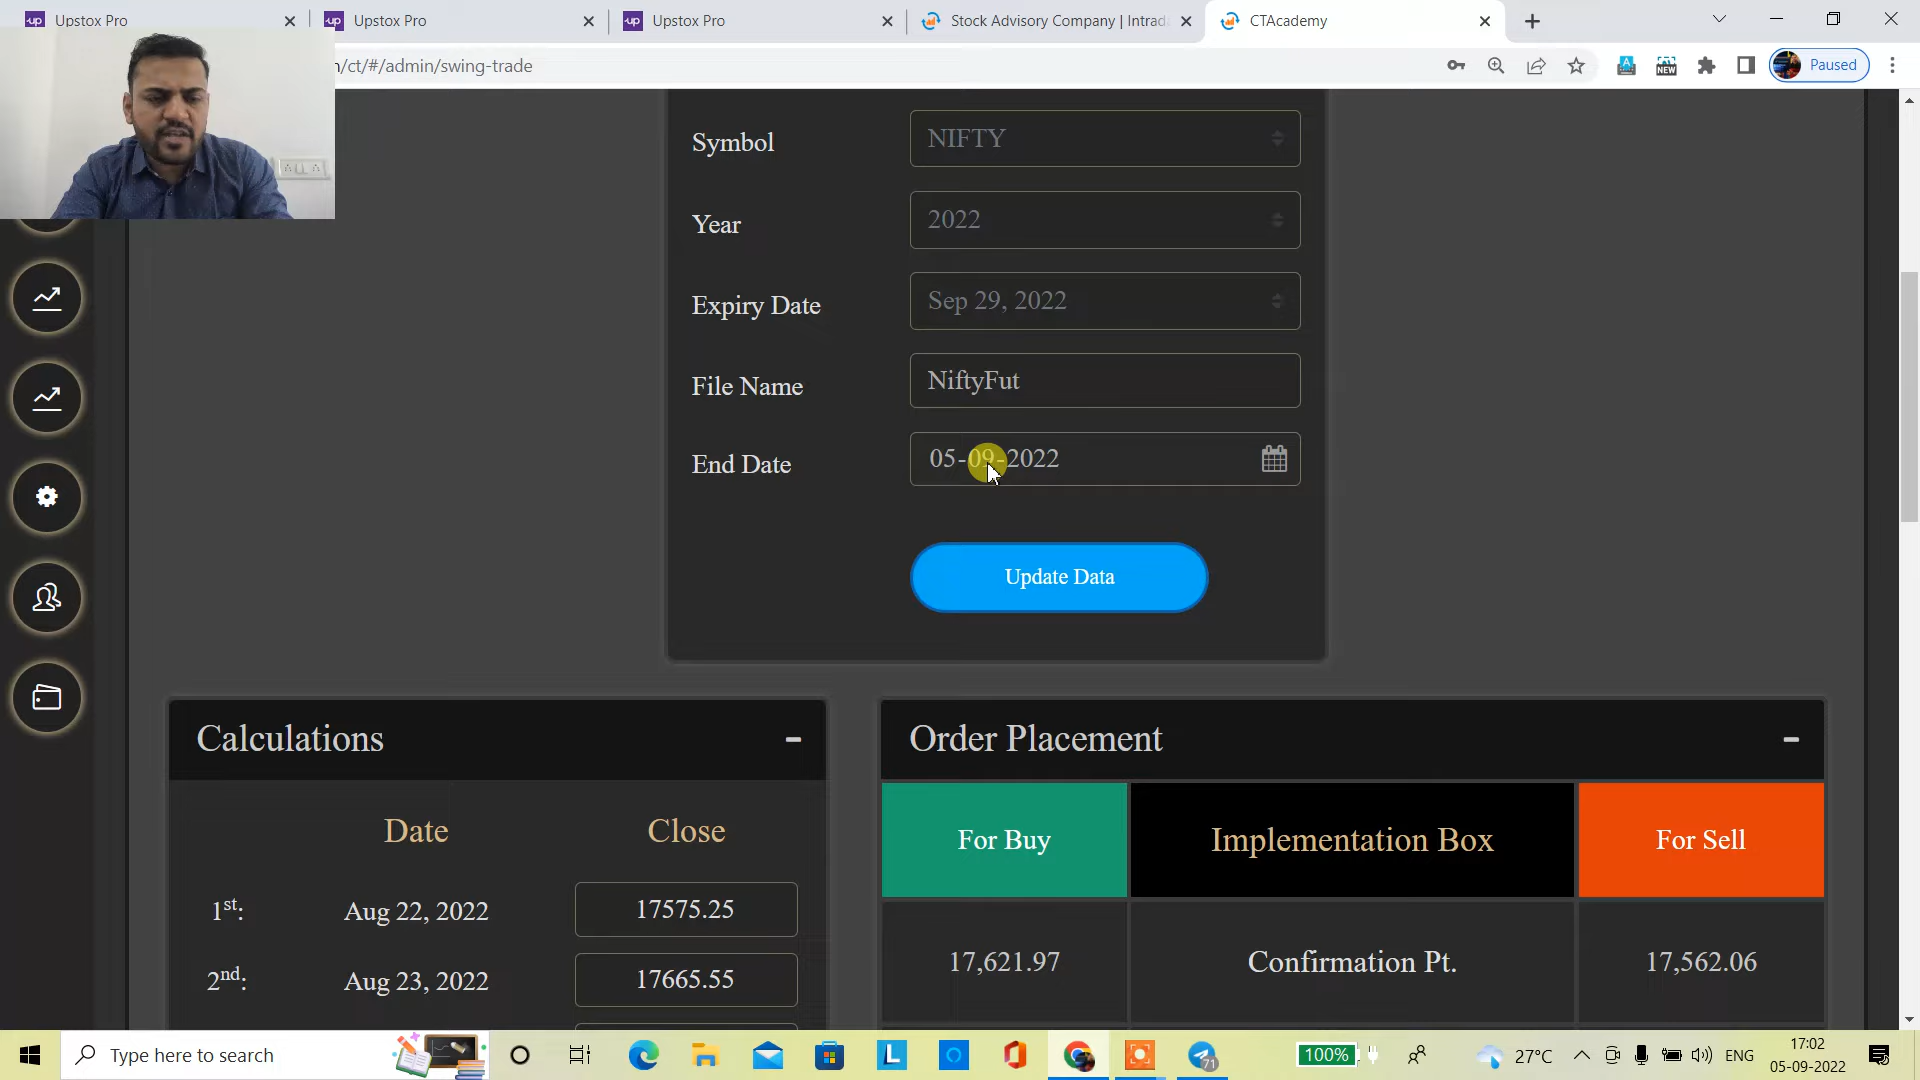 Upstox Pro
Upstox Pro
Upstox Pro
Stock Advisory Company | Intrad
CTAcademy
/ct/#/admin/swing-trade
NEW
Paused
Symbol
NIFTY
Year
2022
Expiry Date
Sep 29, 2022
File Name
NiftyFut
End Date
05-09-2022
Update Data
Calculations
Date Close
1st: Aug 22, 2022 17575.25
2nd: Aug 23, 2022 17665.55
Order Placement
For Buy Implementation Box For Sell
17,621.97 Confirmation Pt. 17,562.06
Type here to search
L
71
100%
27°C
ENG
17:02
05-09-2022